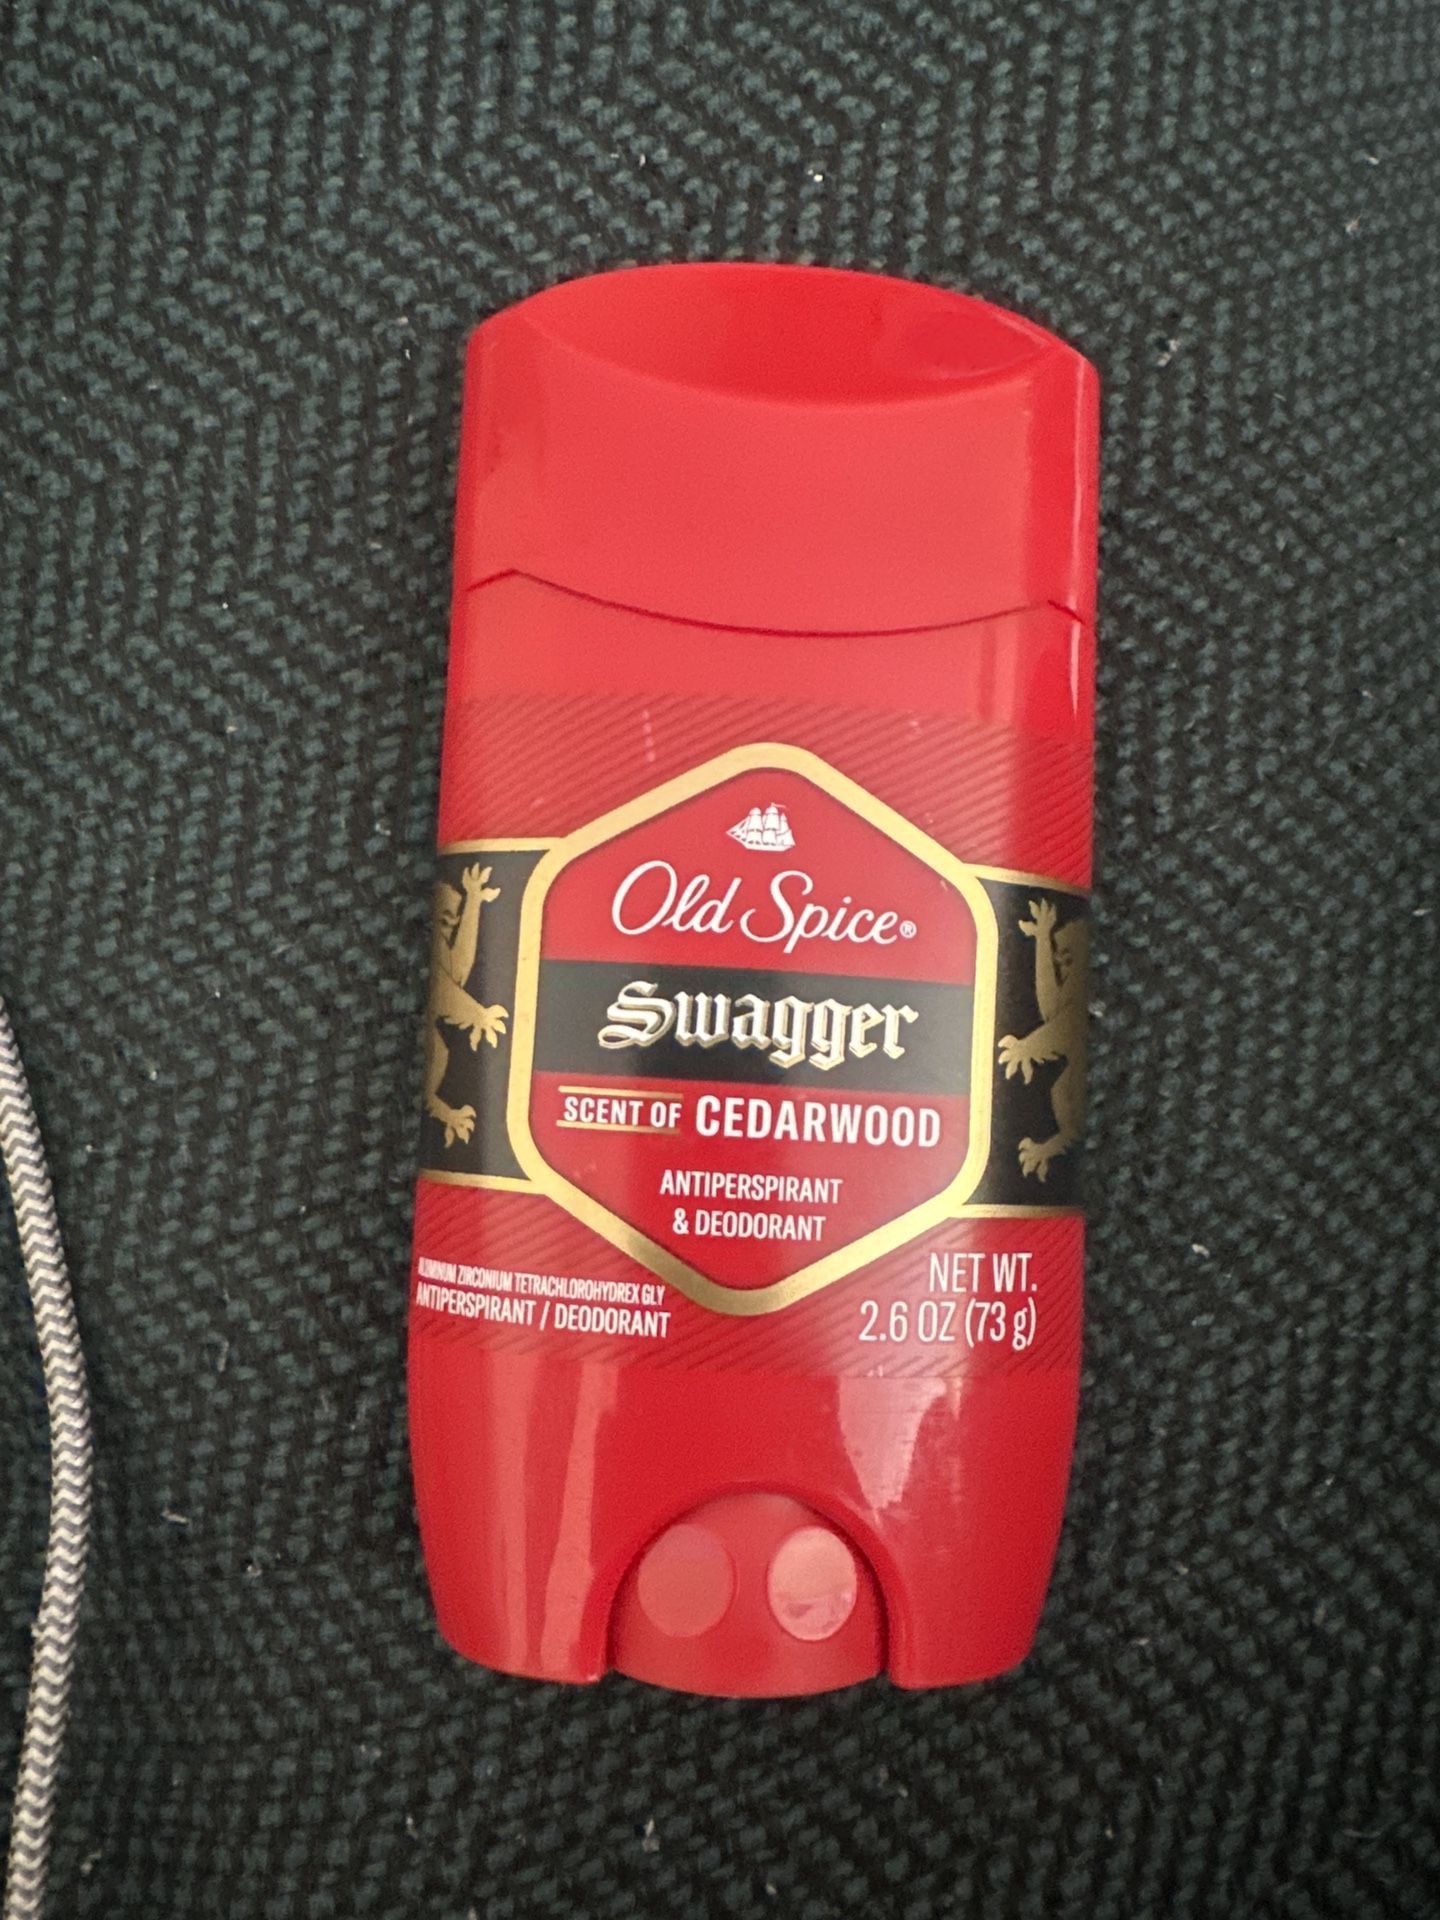 Old Spice®
Swagger
SCENT OF CEDARWOOD
ANTIPERSPIRANT
& DEODORANT
ALUMINUM ZIRCONIUM TETRACHLOROHYDREX GLY
ANTIPERSPIRANT / DEODORANT
NET WT.
2.6 OZ (73 g)